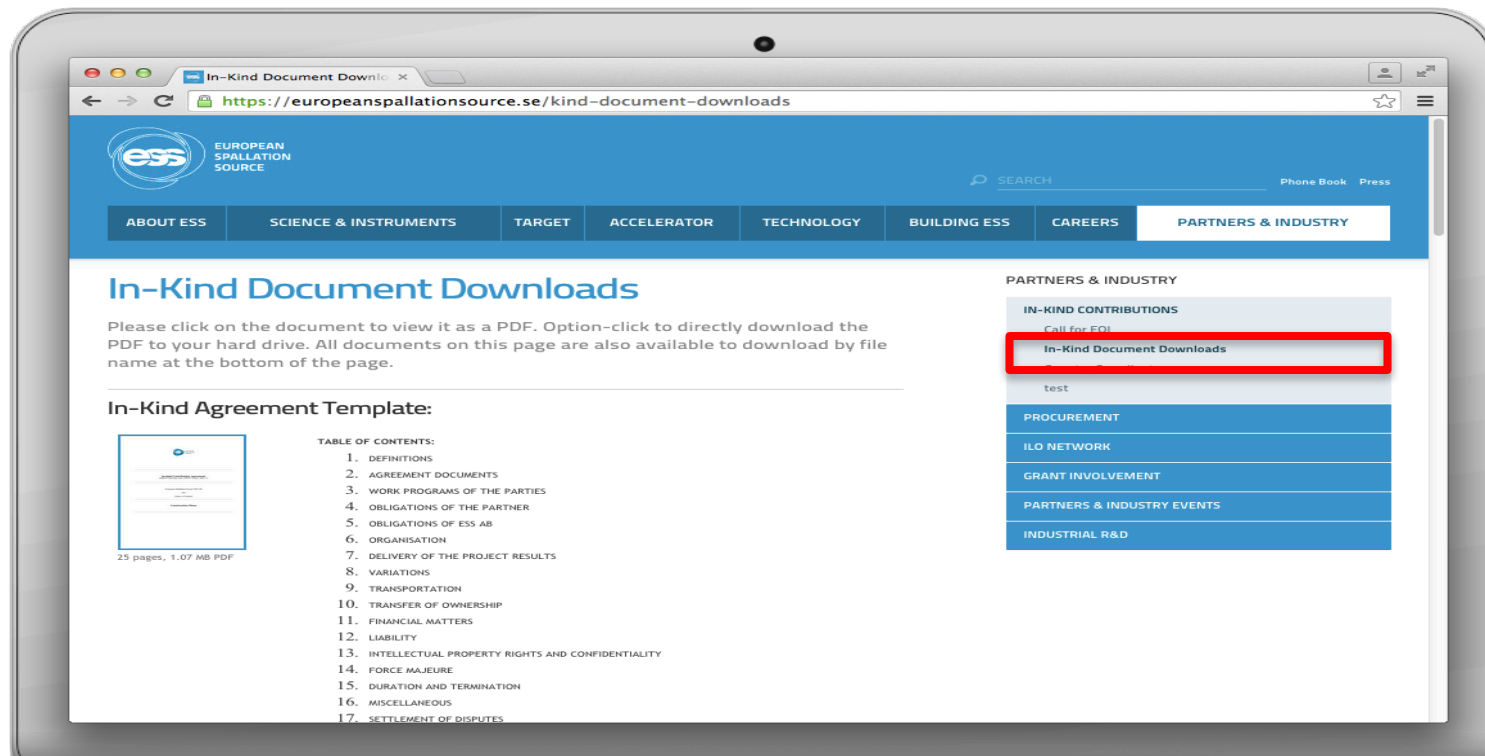 In-Kind Document Downlo
https://europeanspallationsource.se/kind-document-downloads
ess
EUROPEAN
SPALLATION
SOURCE
SEARCH
Phone Book Press
ABOUT ESS SCIENCE & INSTRUMENTS TARGET ACCELERATOR TECHNOLOGY BUILDING ESS CAREERS PARTNERS & INDUSTRY
In-Kind Document Downloads
Please click on the document to view it as a PDF. Option-click to directly download the
PDF to your hard drive. All documents on this page are also available to download by file
name at the bottom of the page.
In-Kind Agreement Template:
25 pages, 1.07 MB PDF
TABLE OF CONTENTS:
1. DEFINITIONS
2. AGREEMENT DOCUMENTS
3. WORK PROGRAMS OF THE PARTIES
4. OBLIGATIONS OF THE PARTNER
5. OBLIGATIONS OF ESS AB
6. ORGANISATION
7. DELIVERY OF THE PROJECT RESULTS
8. VARIATIONS
9. TRANSPORTATION
10. TRANSFER OF OWNERSHIP
11. FINANCIAL MATTERS
12. LIABILITY
13. INTELLECTUAL PROPERTY RIGHTS AND CONFIDENTIALITY
14. FORCE MAJEURE
15. DURATION AND TERMINATION
16. MISCELLANEOUS
17. SETTLEMENT OF DISPUTES
PARTNERS & INDUSTRY
IN-KIND CONTRIBUTIONS
Call for EOI
In-Kind Document Downloads
test
PROCUREMENT
ILO NETWORK
GRANT INVOLVEMENT
PARTNERS & INDUSTRY EVENTS
INDUSTRIAL R&D